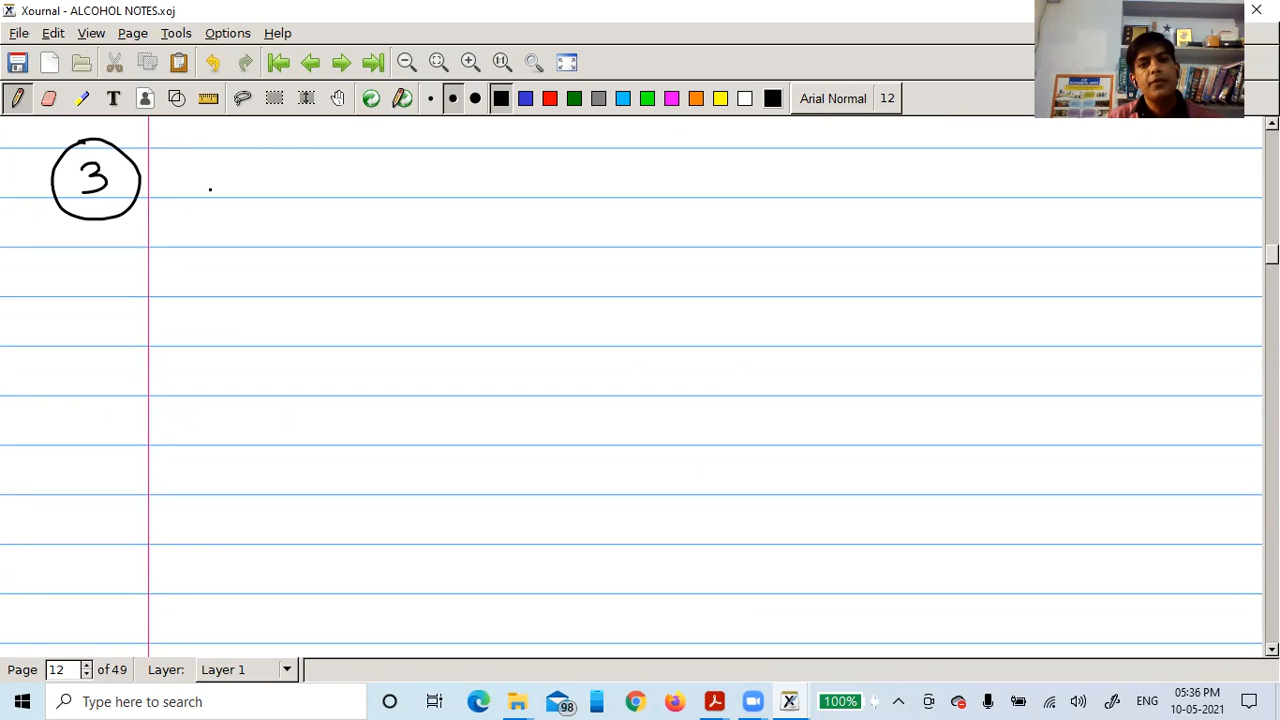 Xournal - ALCOHOL NOTES.xoj
File Edit View Page Tools Options Help
Arial Normal 12
3
Page 12 of 49 Layer: Layer 1
Type here to search
98
100%
ENG
05:36 PM
10-05-2021